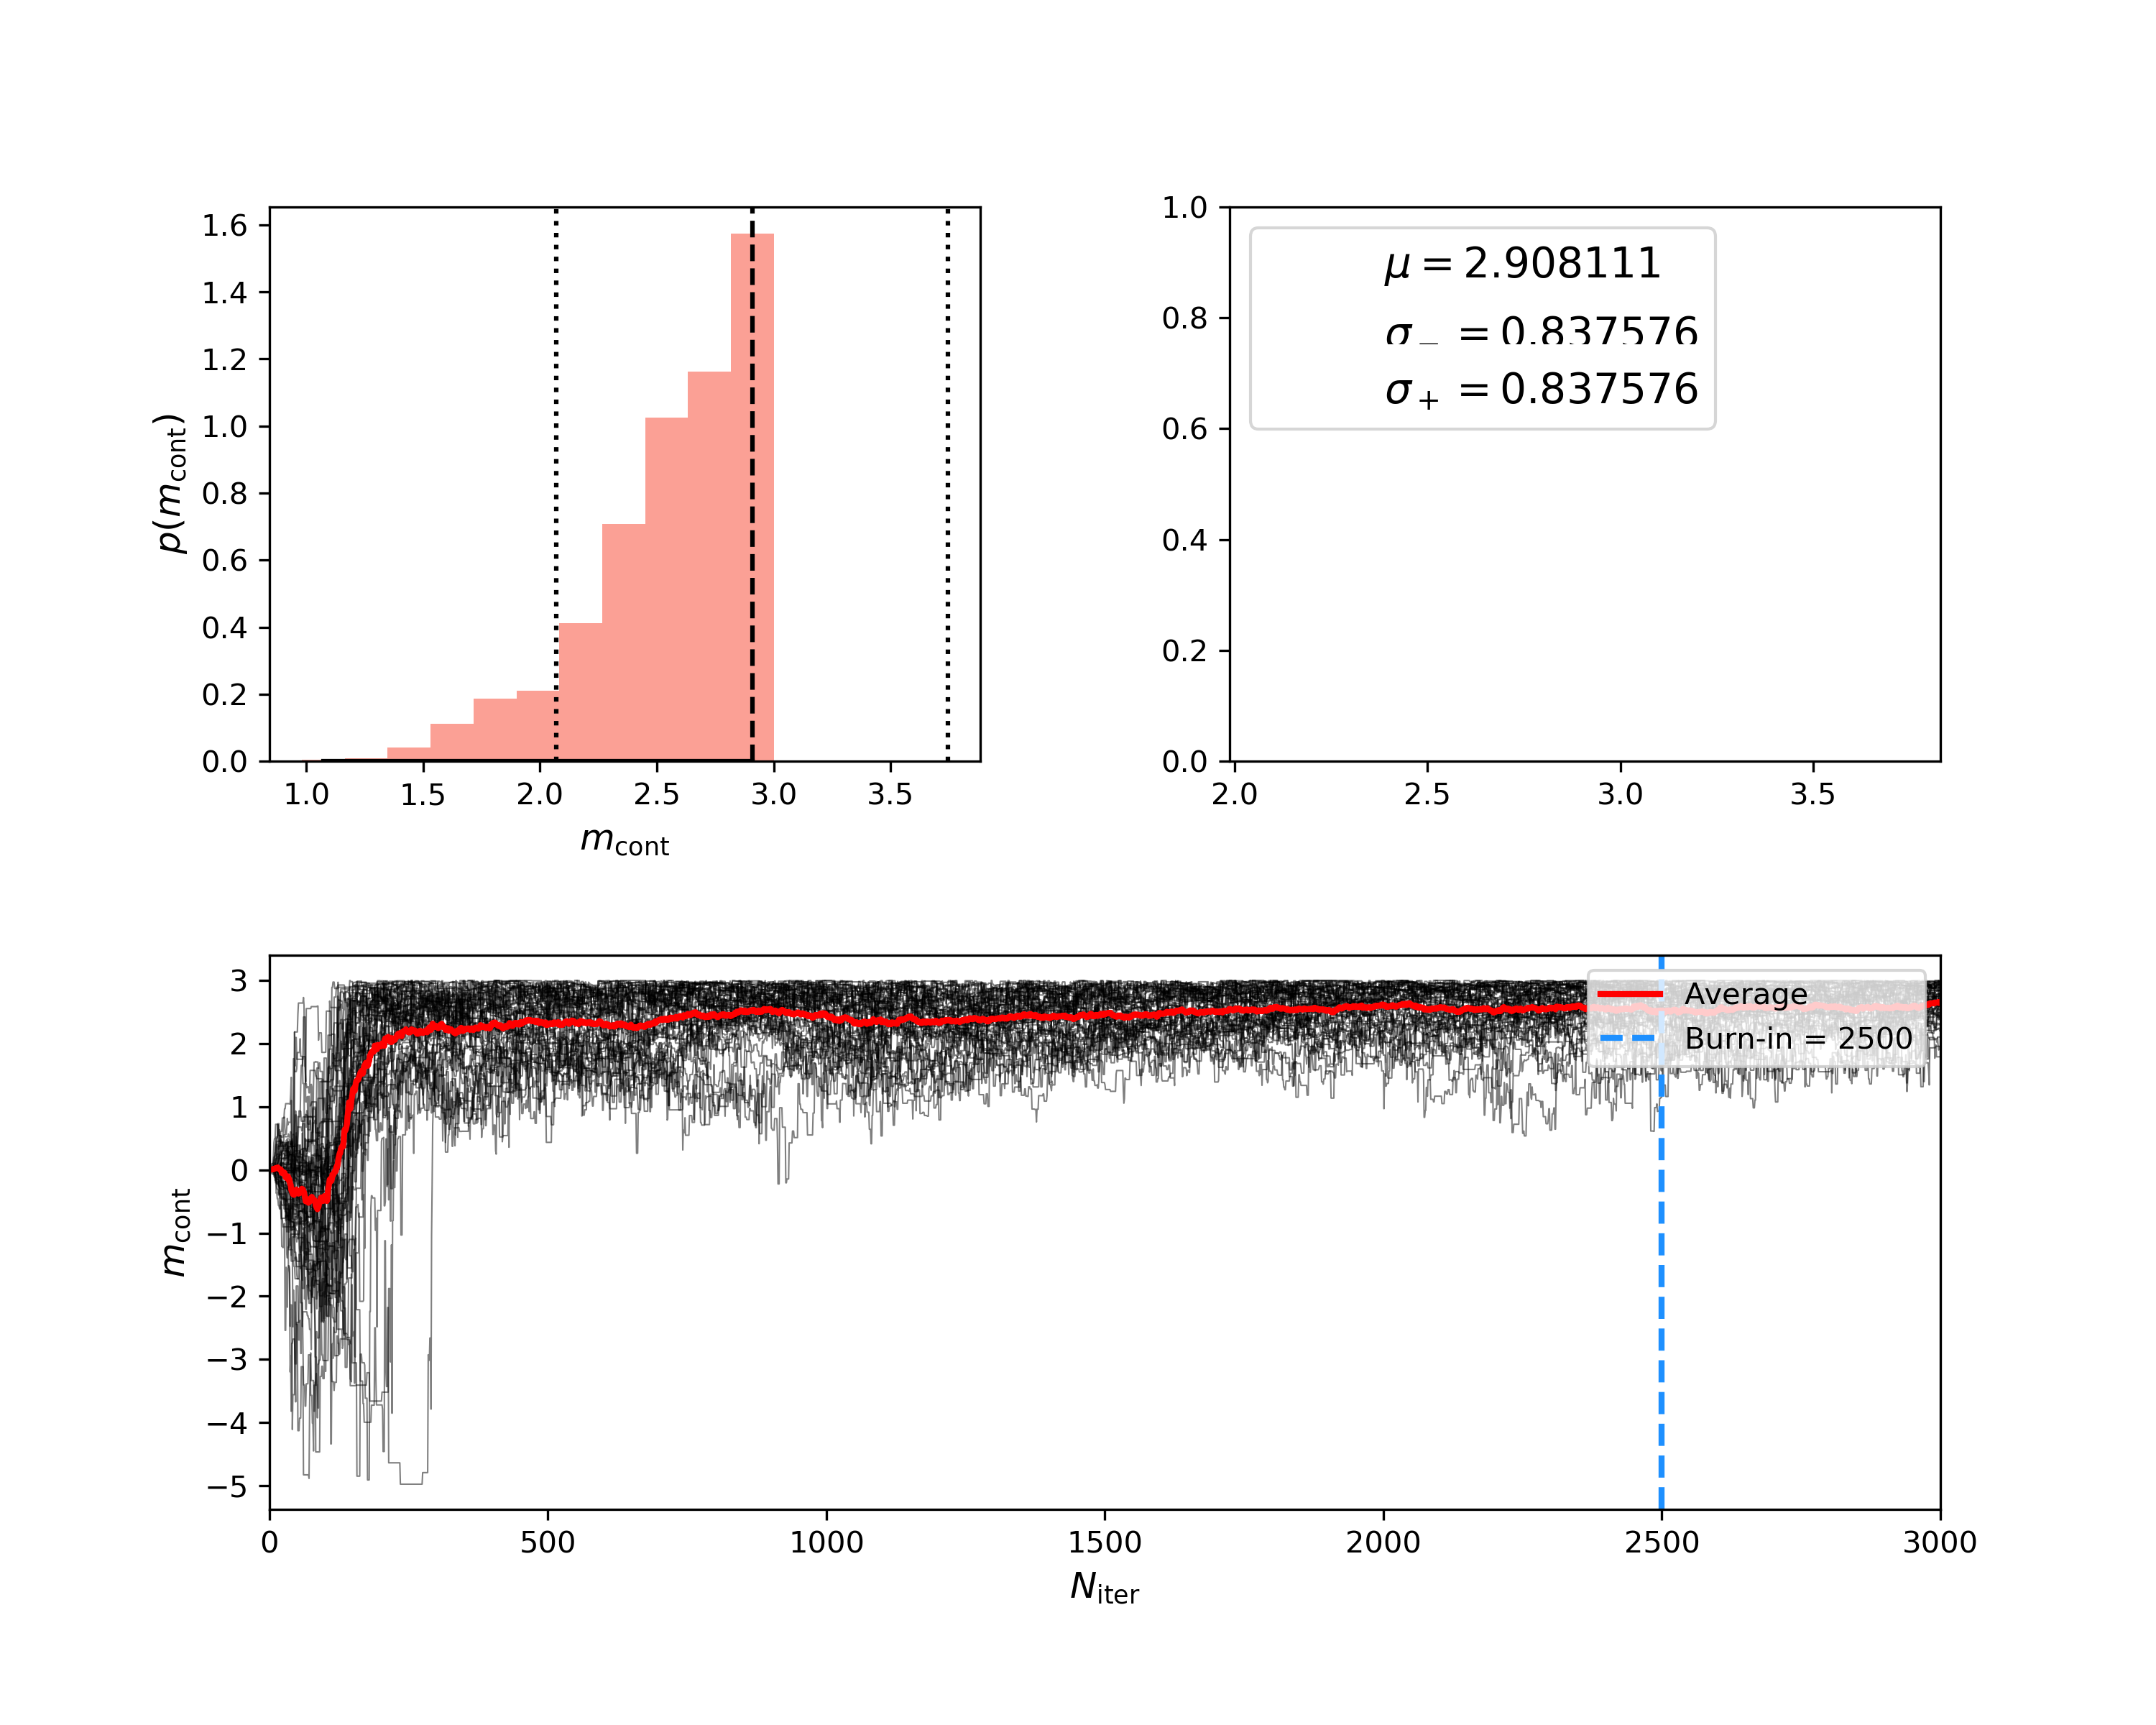 1.6
1.4
1.2
1.0
0.8
0.6
0.4
0.2
0.0
p(m_cont)
1.0 1.5 2.0 2.5 3.0 3.5
m_cont
1.0
0.8
0.6
0.4
0.2
0.0
μ = 2.908111
σ_− = 0.837576
σ_+ = 0.837576
2.0 2.5 3.0 3.5
3
2
1
0
−1
−2
−3
−4
−5
m_cont
Average
Burn-in = 2500
0 500 1000 1500 2000 2500 3000
N_iter